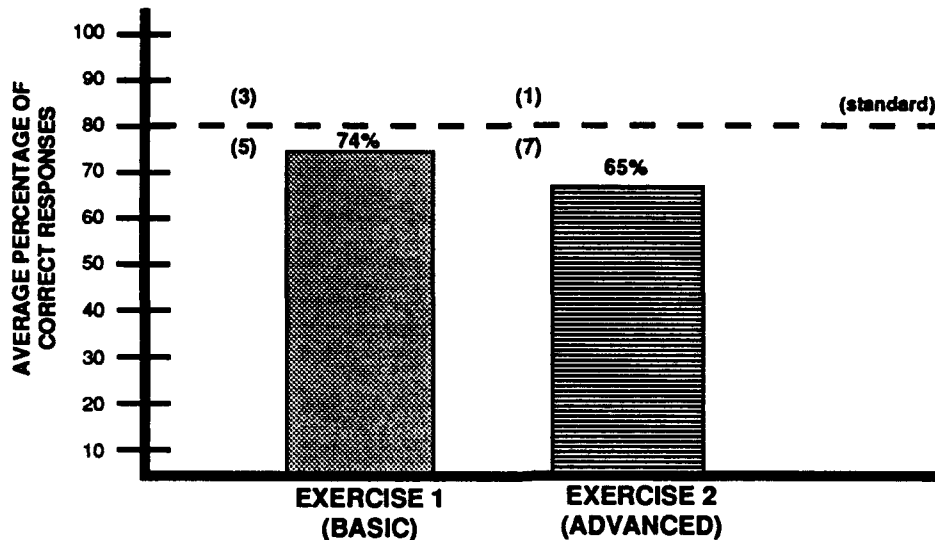 AVERAGE PERCENTAGE OF
CORRECT RESPONSES
100
90
80
70
60
50
40
30
20
10
(3)
(1)
(standard)
(5)
74%
(7)
65%
EXERCISE 1
(BASIC)
EXERCISE 2
(ADVANCED)